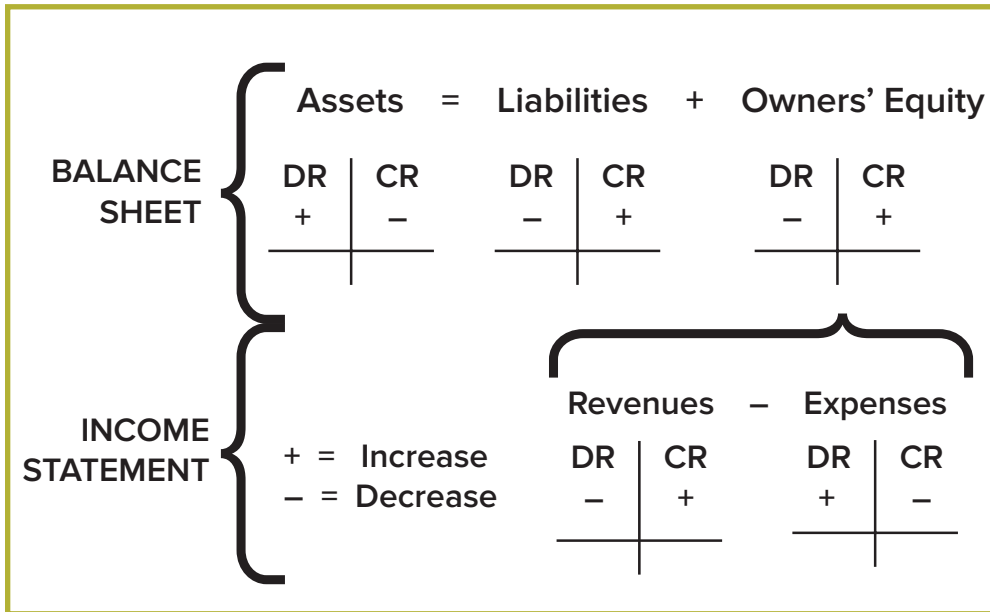 Assets = Liabilities + Owners’ Equity
BALANCE
SHEET
DR CR DR CR DR CR
+ – – + – +
Revenues – Expenses
INCOME
STATEMENT
+ = Increase
– = Decrease
DR CR DR CR
– + + –